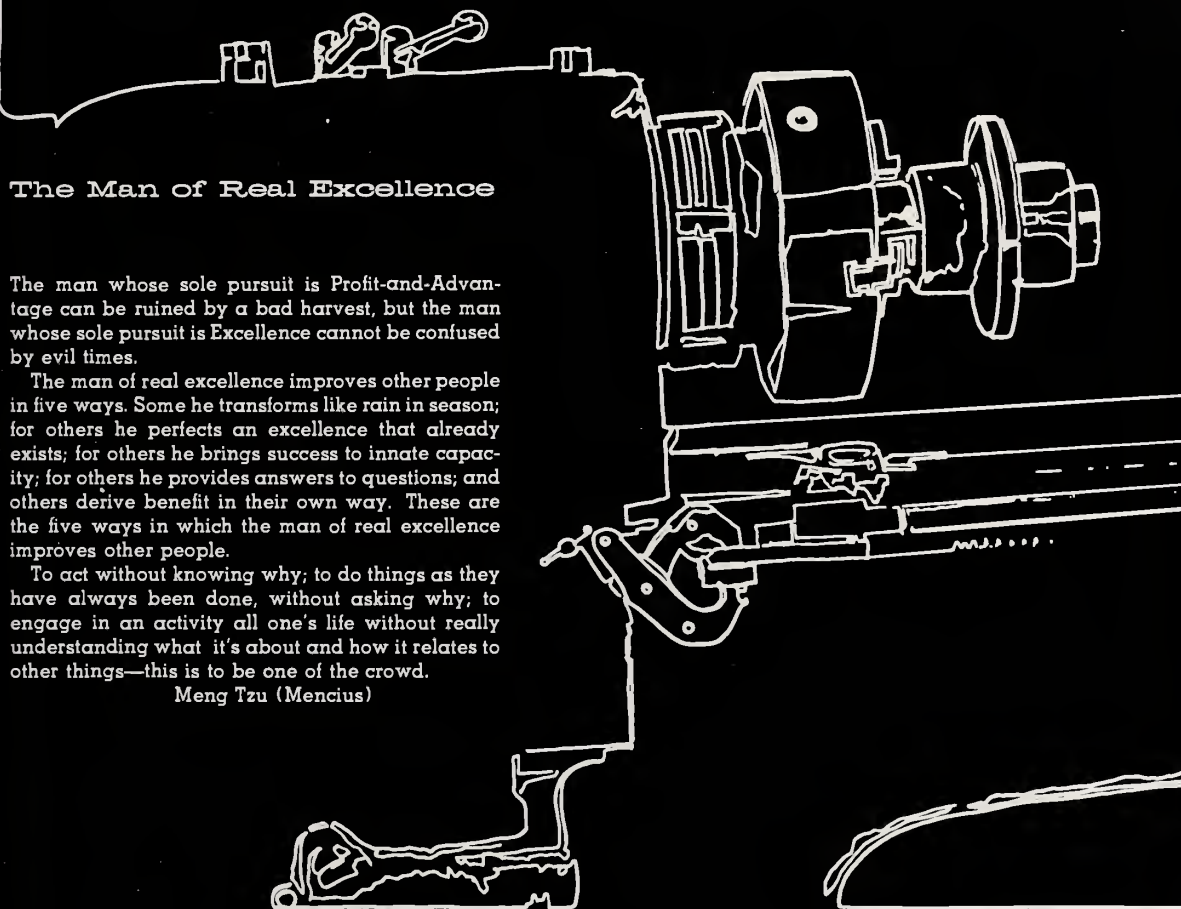 The Man of Real Excellence
The man whose sole pursuit is Profit-and-Advan-
tage can be ruined by a bad harvest, but the man
whose sole pursuit is Excellence cannot be confused
by evil times.
The man of real excellence improves other people
in five ways. Some he transforms like rain in season;
for others he perfects an excellence that already
exists; for others he brings success to innate capac-
ity; for others he provides answers to questions; and
others derive benefit in their own way. These are
the five ways in which the man of real excellence
improves other people.
To act without knowing why; to do things as they
have always been done, without asking why; to
engage in an activity all one's life without really
understanding what it's about and how it relates to
other things—this is to be one of the crowd.
Meng Tzu (Mencius)